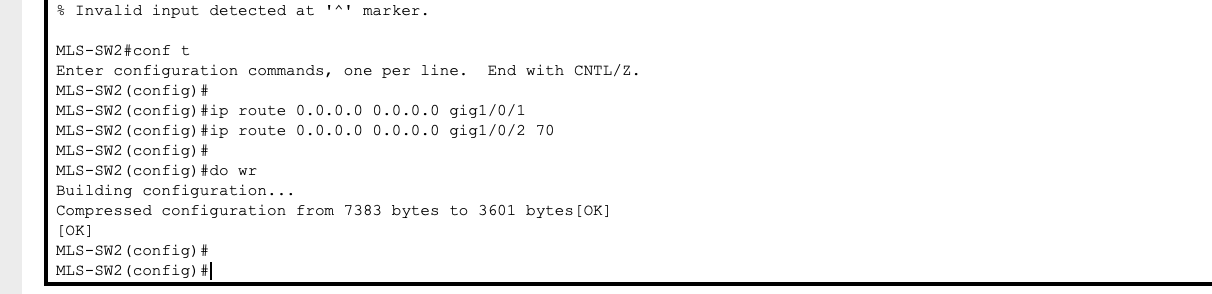 % Invalid input detected at '^' marker.
MLS-SW2#conf t
Enter configuration commands, one per line.  End with CNTL/Z.
MLS-SW2(config)#
MLS-SW2(config)#ip route 0.0.0.0 0.0.0.0 gig1/0/1
MLS-SW2(config)#ip route 0.0.0.0 0.0.0.0 gig1/0/2 70
MLS-SW2(config)#
MLS-SW2(config)#do wr
Building configuration...
Compressed configuration from 7383 bytes to 3601 bytes[OK]
[OK]
MLS-SW2(config)#
MLS-SW2(config)#